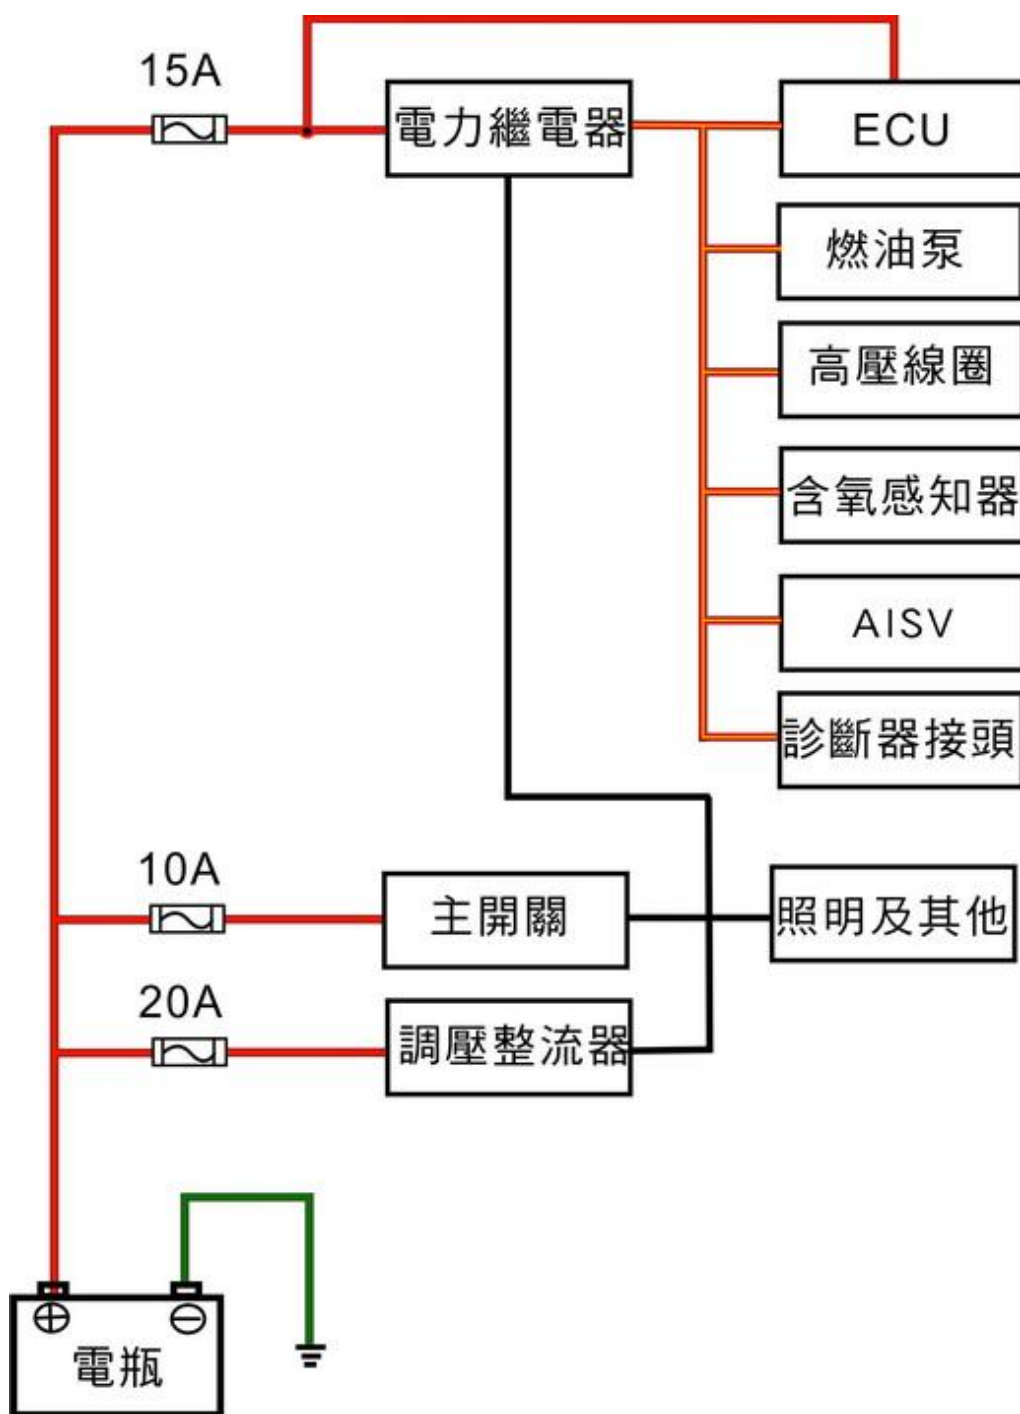 15A
電力繼電器
ECU
燃油泵
高壓線圈
含氧感知器
AISV
診斷器接頭
10A
主開關
照明及其他
20A
調壓整流器
電瓶